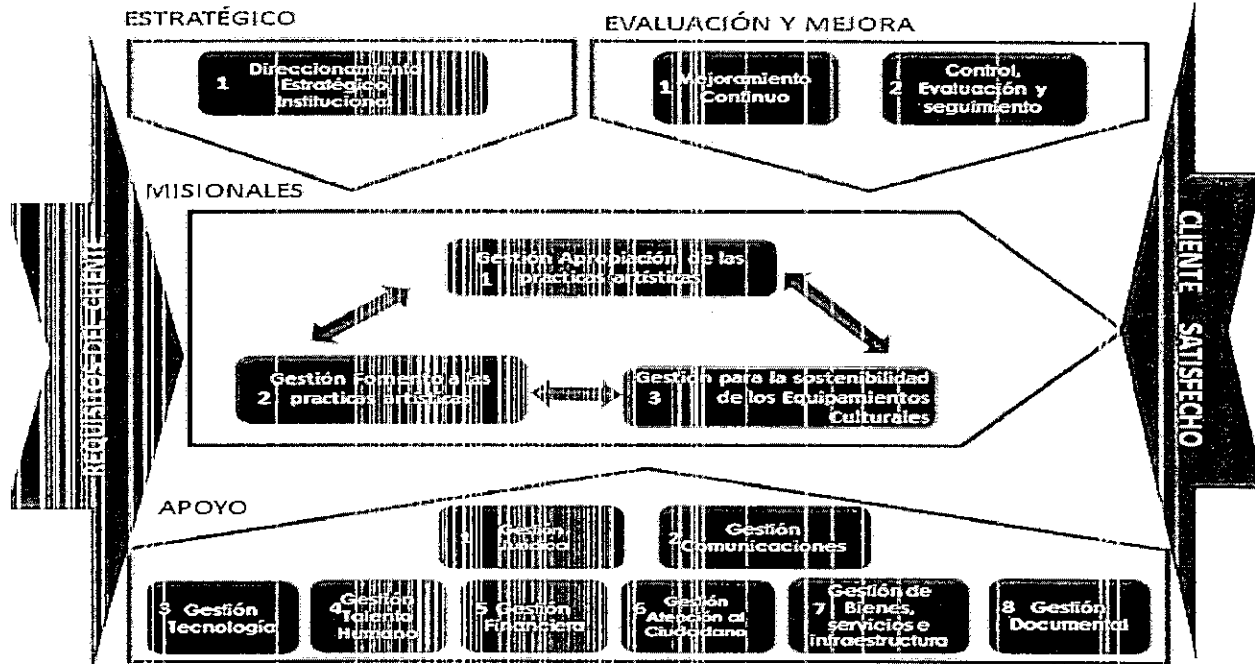 ESTRATÉGICO
1 Direccionamiento
Estratégico
Institucional
EVALUACIÓN Y MEJORA
1 Mejoramiento
Continuo
2 Control,
Evaluación y
seguimiento
MISIONALES
1 Gestión Apropiación de las
practicas artísticas
2 Gestión Fomento a las
practicas artísticas
3 Gestión para la sostenibilidad
de los Equipamientos
Culturales
REQUISITOS DEL CLIENTE
CLIENTE SATISFECHO
APOYO
1 Gestión
2 Gestión
Comunicaciones
3 Gestión
Tecnología
4 Gestión
Talento
Humano
5 Gestión
Financiera
6 Gestión
Atención al
Ciudadano
7 Gestión de
Bienes,
servicios e
infraestructura
8 Gestión
Documental